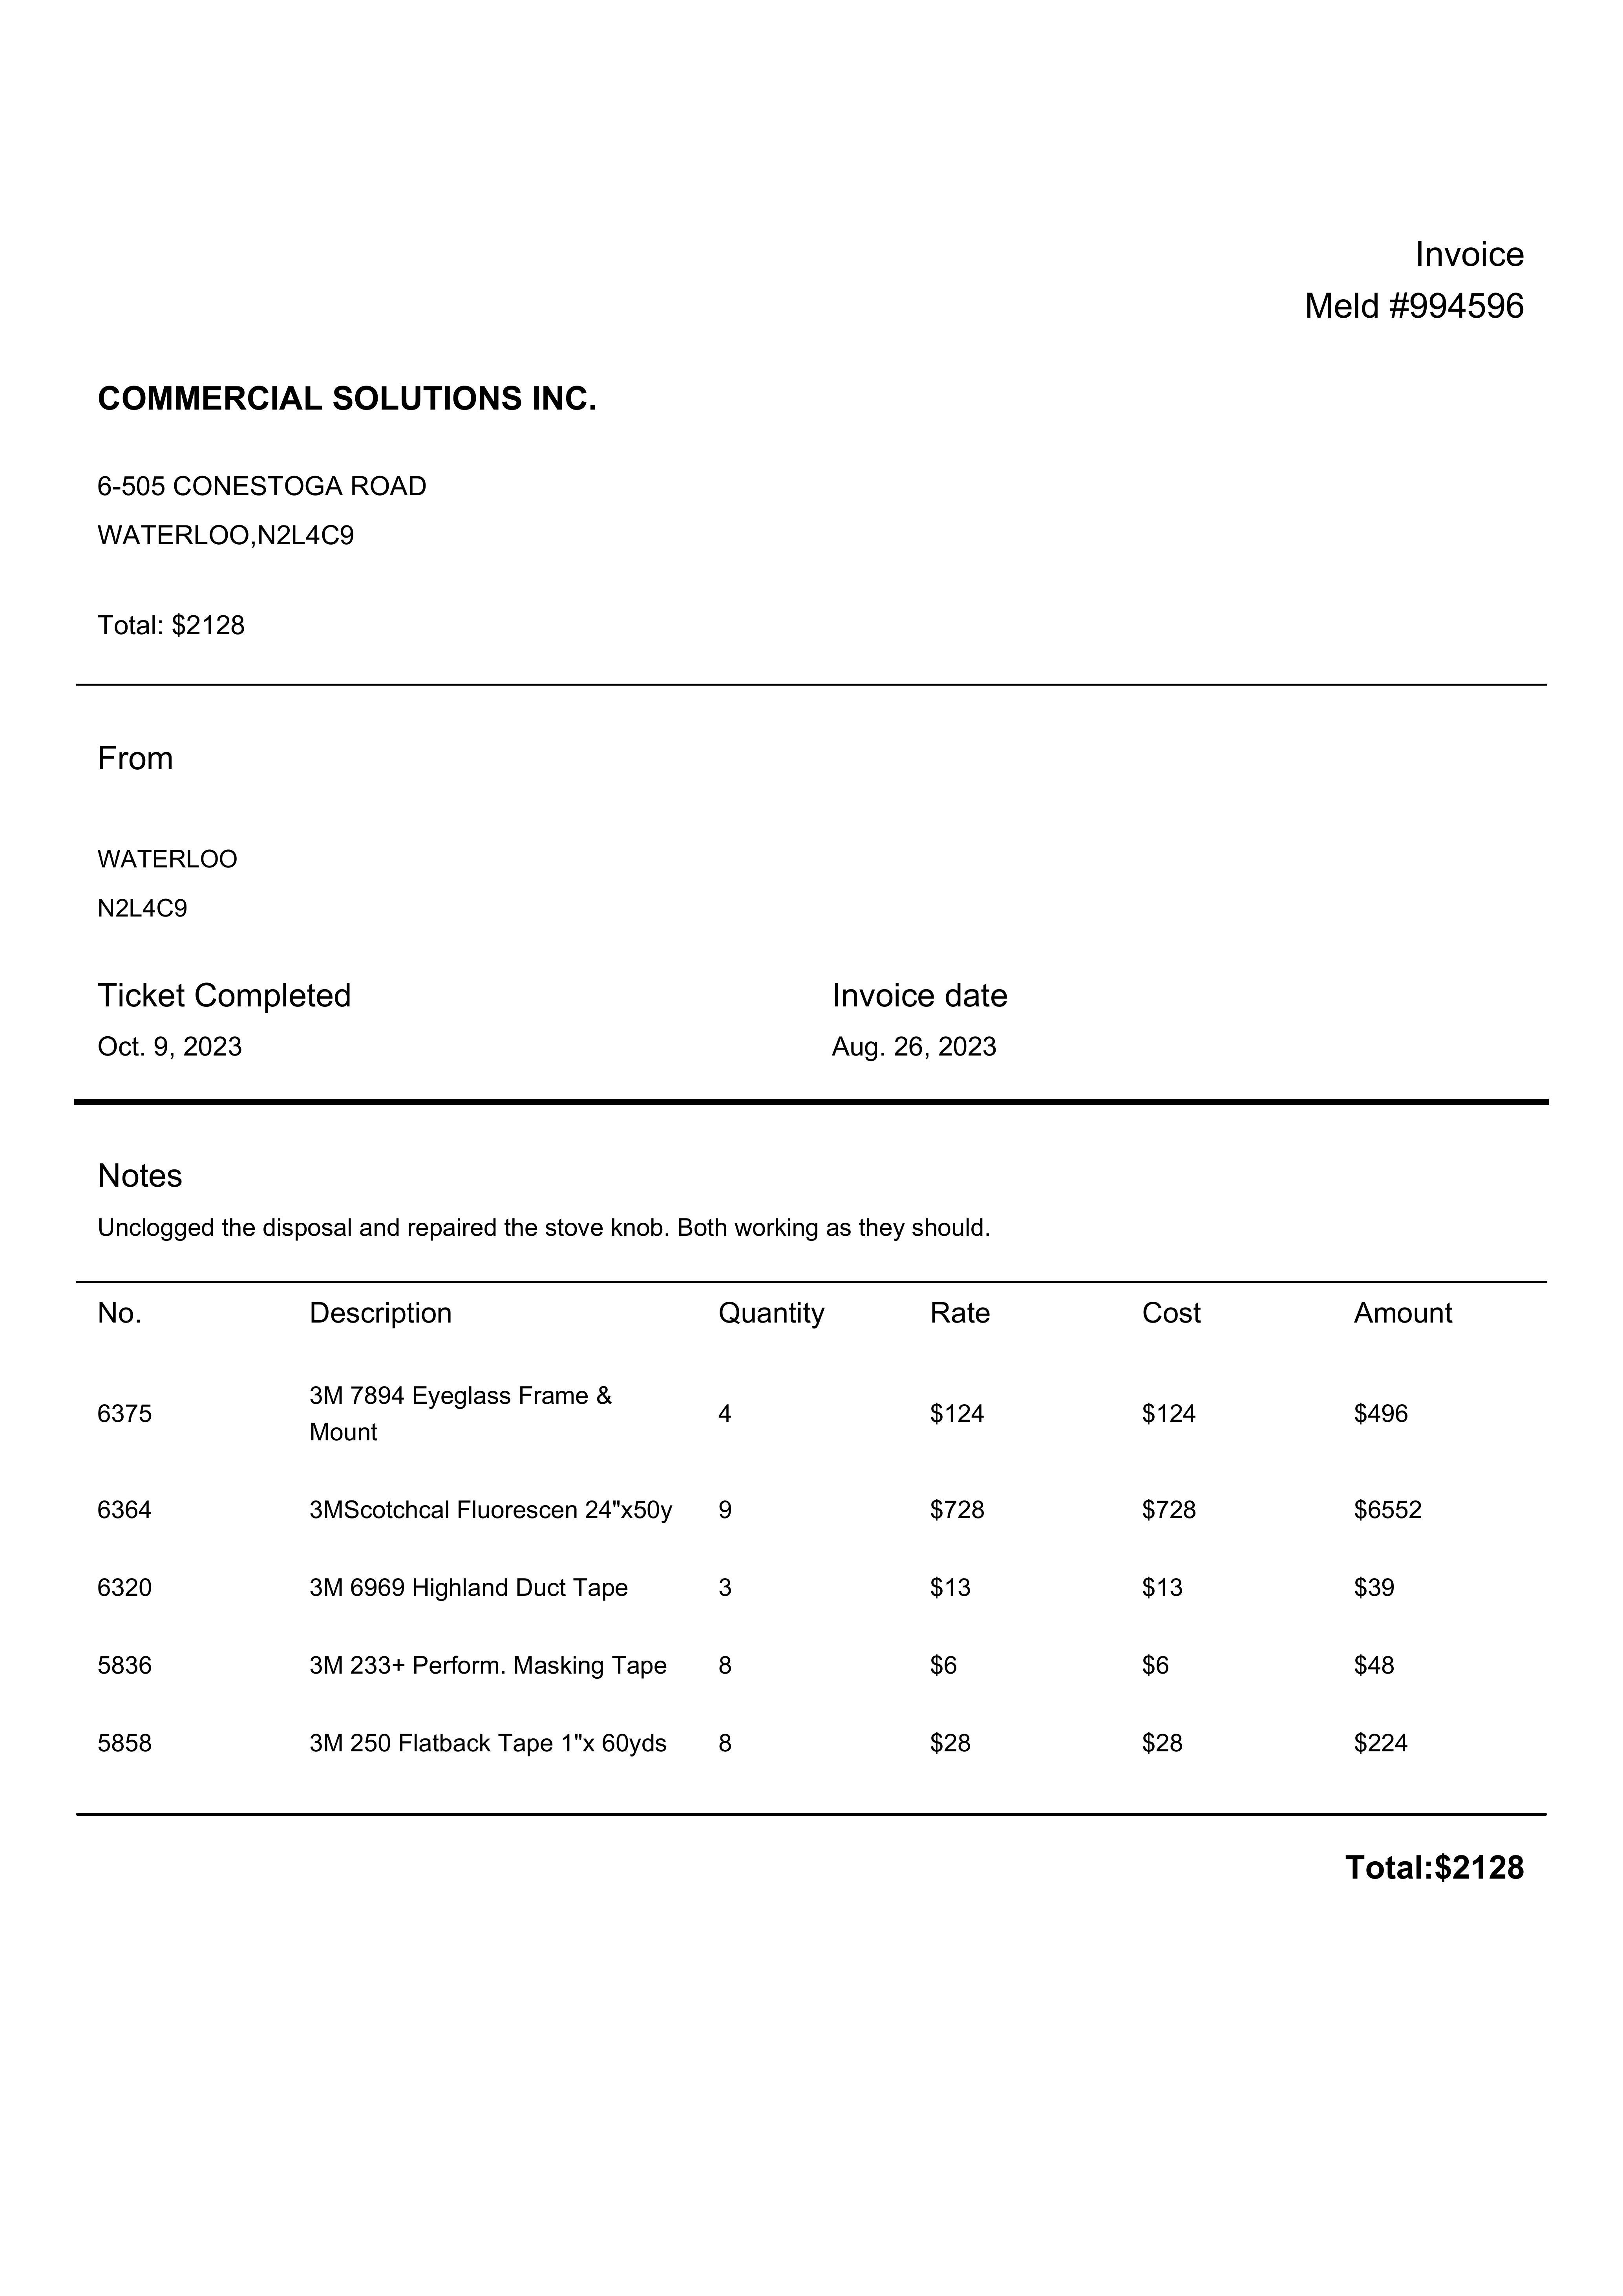 Invoice
Meld #994596
COMMERCIAL SOLUTIONS INC.
6-505 CONESTOGA ROAD
WATERLOO,N2L4C9
Total: $2128
From
WATERLOO
N2L4C9
Ticket Completed Invoice date
Oct. 9, 2023 Aug. 26, 2023
Notes
Unclogged the disposal and repaired the stove knob. Both working as they should.
No. Description Quantity Rate Cost Amount
6375 3M 7894 Eyeglass Frame & 4 $124 $124 $496
Mount
6364 3MScotchcal Fluorescen 24"x50y 9 $728 $728 $6552
6320 3M 6969 Highland Duct Tape 3 $13 $13 $39
5836 3M 233+ Perform. Masking Tape 8 $6 $6 $48
5858 3M 250 Flatback Tape 1"x 60yds 8 $28 $28 $224
Total:$2128